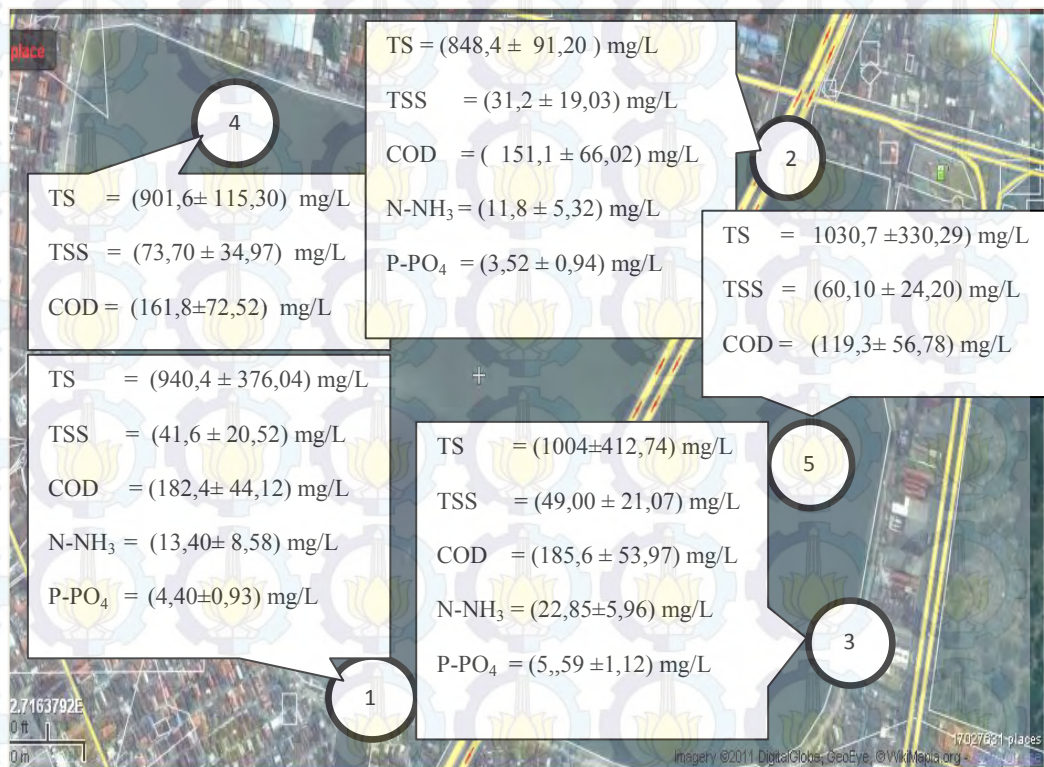 place
4
TS = (901,6± 115,30) mg/L
TSS = (73,70 ± 34,97) mg/L
COD = (161,8±72,52) mg/L
TS = (848,4 ± 91,20 ) mg/L
TSS = (31,2 ± 19,03) mg/L
COD = ( 151,1 ± 66,02) mg/L
N-NH₃ = (11,8 ± 5,32) mg/L
P-PO₄ = (3,52 ± 0,94) mg/L
2
TS = 1030,7 ±330,29) mg/L
TSS = (60,10 ± 24,20) mg/L
COD = (119,3± 56,78) mg/L
5
TS = (940,4 ± 376,04) mg/L
TSS = (41,6 ± 20,52) mg/L
COD = (182,4± 44,12) mg/L
N-NH₃ = (13,40± 8,58) mg/L
P-PO₄ = (4,40±0,93) mg/L
1
TS = (1004±412,74) mg/L
TSS = (49,00 ± 21,07) mg/L
COD = (185,6 ± 53,97) mg/L
N-NH₃ = (22,85±5,96) mg/L
P-PO₄ = (5,,59 ±1,12) mg/L
3
2.7163792E
0 ft
0 m
17027631 places
Imagery ©2011 DigitalGlobe, GeoEye, ©WikiMapia.org -